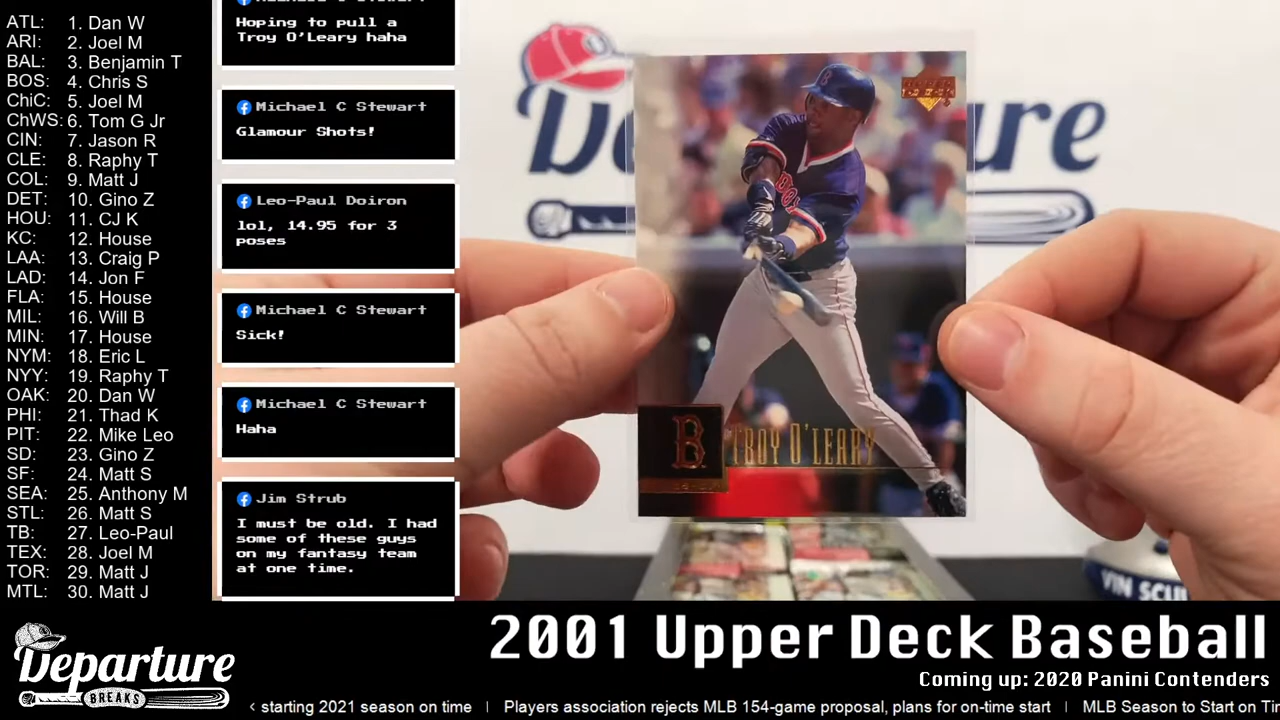 ATL: 1. Dan W
ARI: 2. Joel M
BAL: 3. Benjamin T
BOS: 4. Chris S
ChiC: 5. Joel M
ChWS: 6. Tom G Jr
CIN: 7. Jason R
CLE: 8. Raphy T
COL: 9. Matt J
DET: 10. Gino Z
HOU: 11. CJ K
KC: 12. House
LAA: 13. Craig P
LAD: 14. Jon F
FLA: 15. House
MIL: 16. Will B
MIN: 17. House
NYM: 18. Eric L
NYY: 19. Raphy T
OAK: 20. Dan W
PHI: 21. Thad K
PIT: 22. Mike Leo
SD: 23. Gino Z
SF: 24. Matt S
SEA: 25. Anthony M
STL: 26. Matt S
TB: 27. Leo-Paul
TEX: 28. Joel M
TOR: 29. Matt J
MTL: 30. Matt J
Hoping to pull a
Troy O'Leary haha
Michael C Stewart
Glamour Shots!
Leo-Paul Doiron
lol, 14.95 for 3
poses
Michael C Stewart
Sick!
Michael C Stewart
Haha
Jim Strub
I must be old. I had
some of these guys
on my fantasy team
at one time.
De
ure
B
B
TROY O'LEARY
VIN SCUL
Departure
BREAKS
2001 Upper Deck Baseball
Coming up: 2020 Panini Contenders
< starting 2021 season on time | Players association rejects MLB 154-game proposal, plans for on-time start | MLB Season to Start on Ti